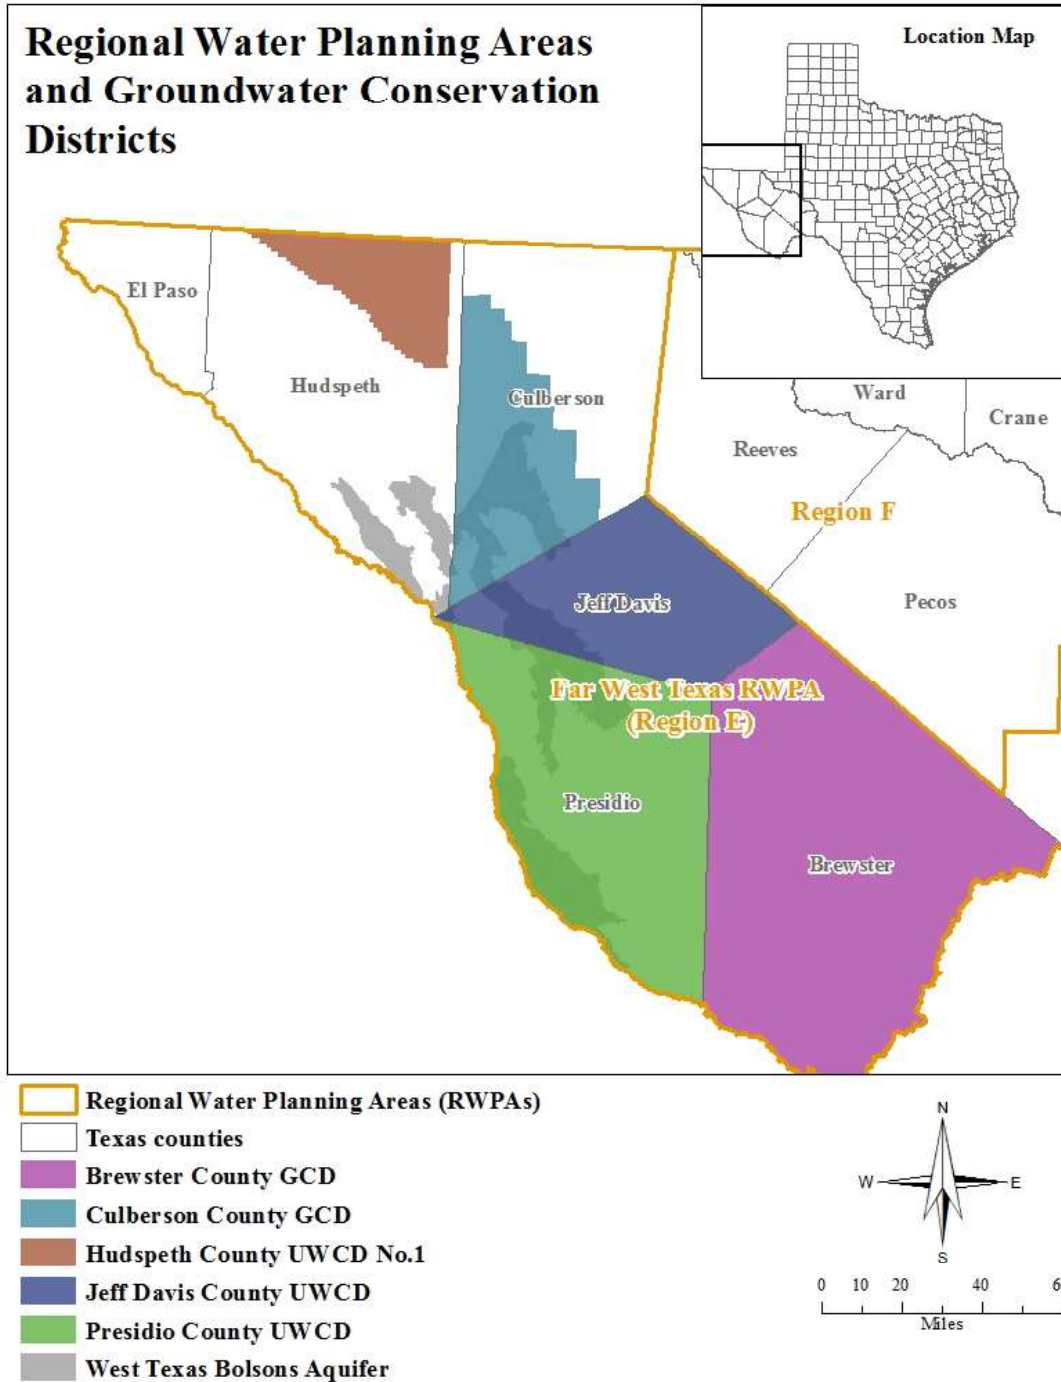 Regional Water Planning Areas
and Groundwater Conservation
Districts
Location Map
El Paso
Hudspeth
Culberson
Ward
Crane
Reeves
Region F
Jeff Davis
Pecos
Far West Texas RWPA
(Region E)
Presidio
Brewster
Regional Water Planning Areas (RWPAs)
Texas counties
Brewster County GCD
Culberson County GCD
Hudspeth County UWCD No.1
Jeff Davis County UWCD
Presidio County UWCD
West Texas Bolsons Aquifer
N
W E
S
0 10 20 40
Miles